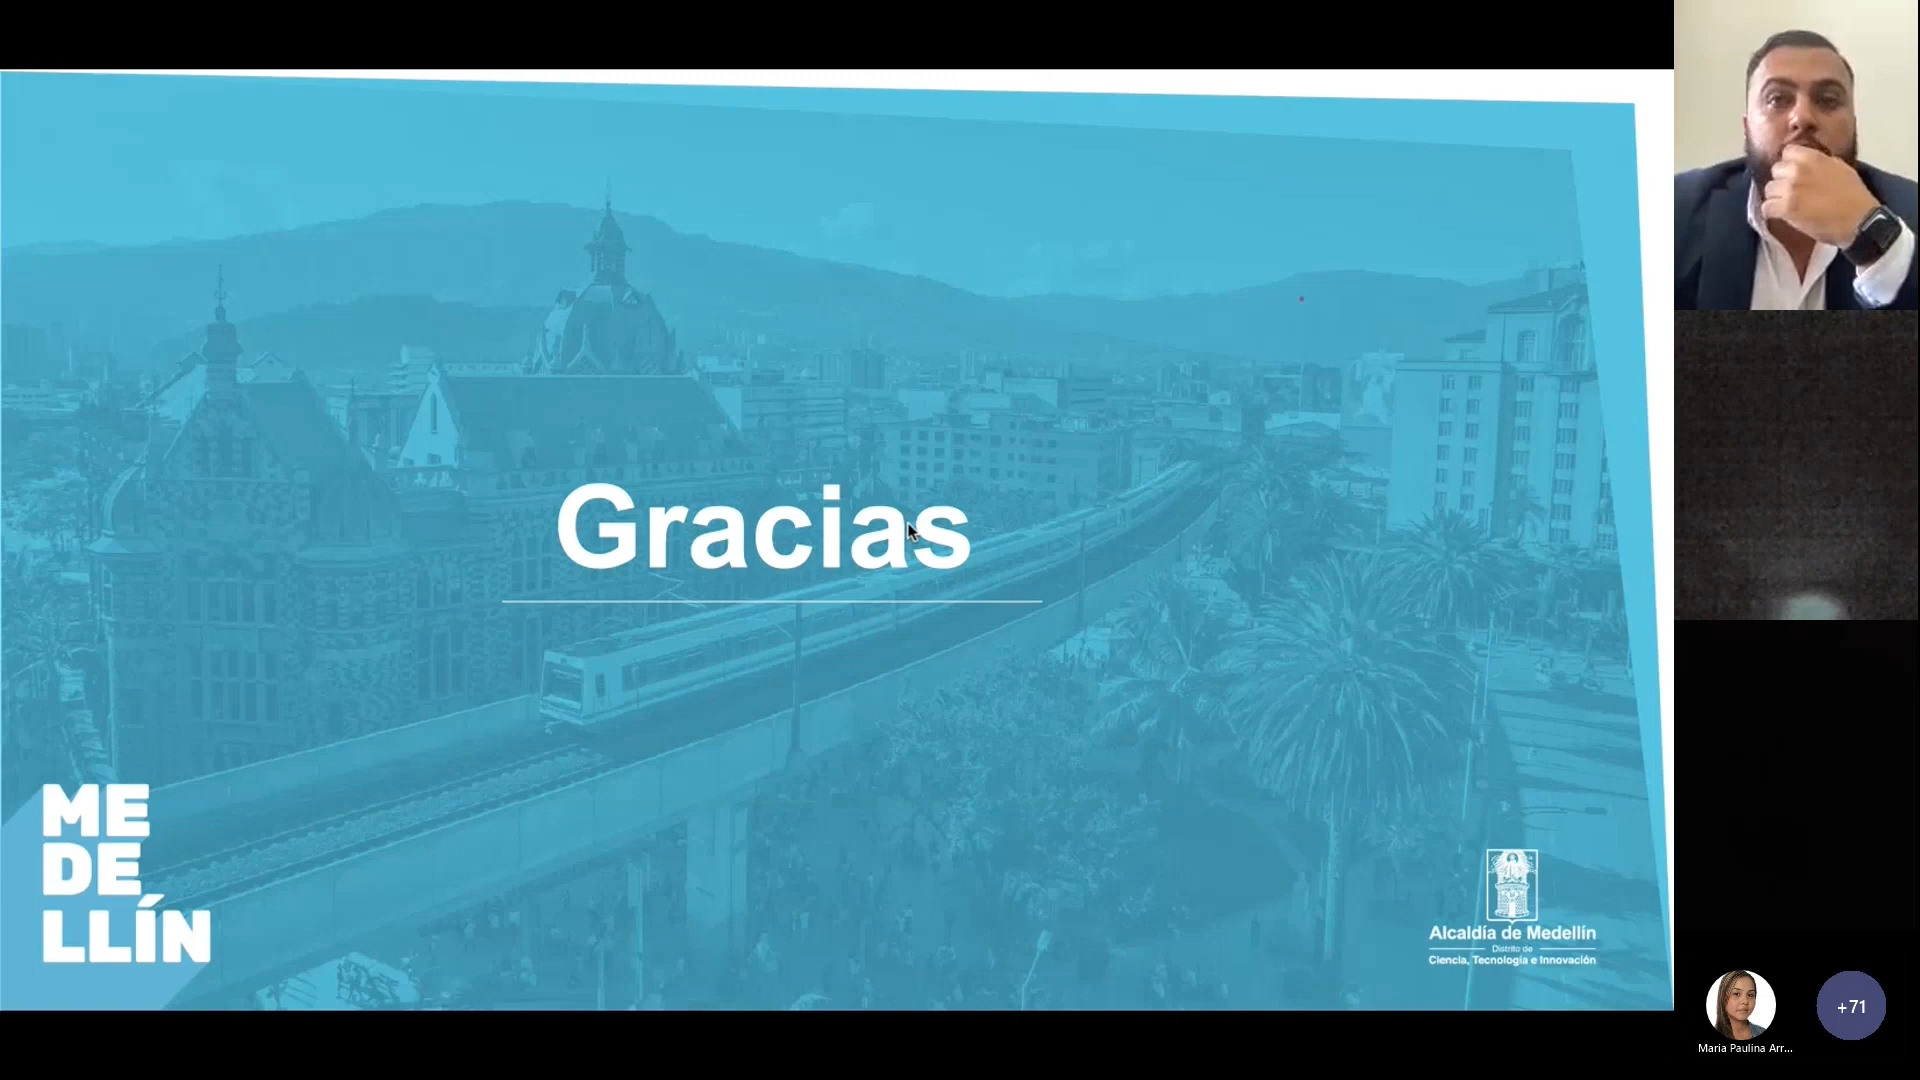 Gracias
ME
DE
LLÍN
Alcaldía de Medellín
Distrito de
Ciencia, Tecnología e Innovación
+71
Maria Paulina Arr...